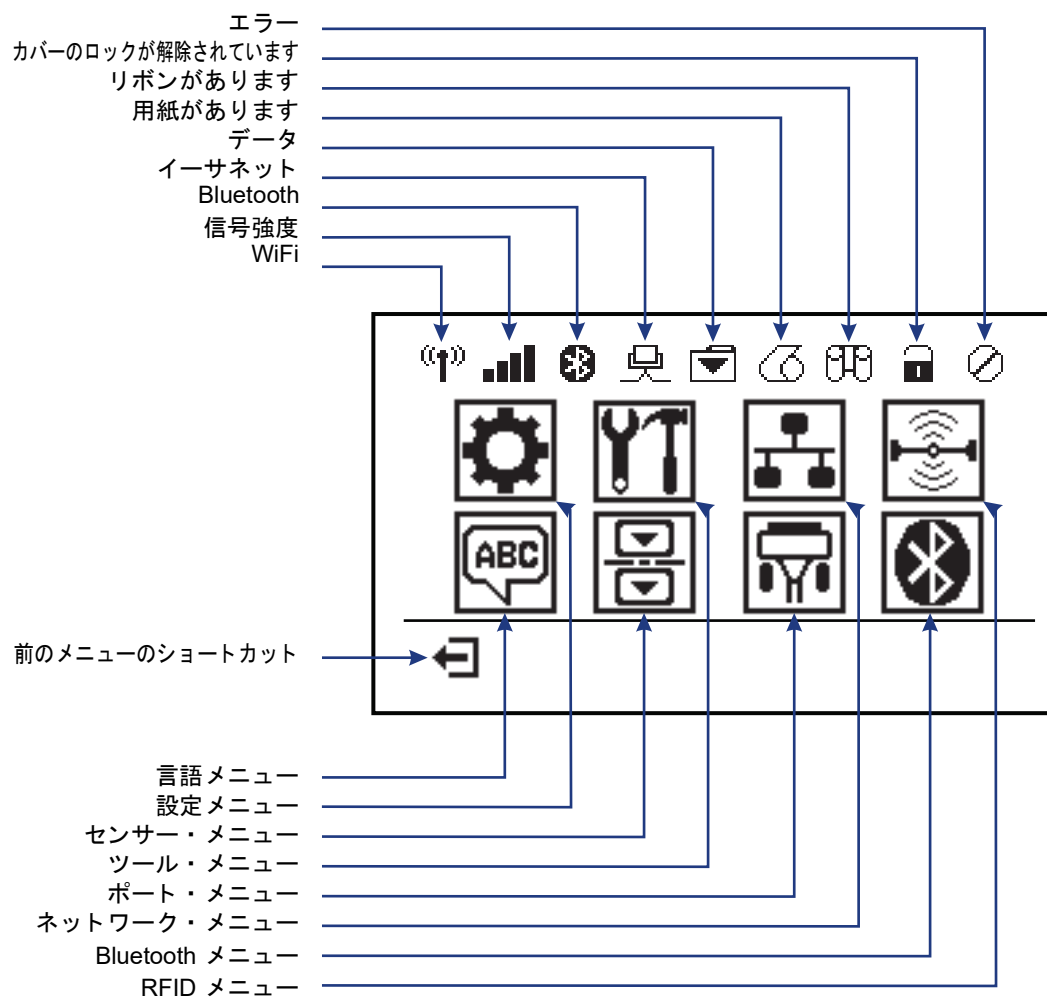 エラー
カバーのロックが解除されています
リボンがあります
用紙があります
データ
イーサネット
Bluetooth
信号強度
WiFi
ABC
前のメニューのショートカット
言語メニュー
設定メニュー
センサー・メニュー
ツール・メニュー
ポート・メニュー
ネットワーク・メニュー
Bluetooth メニュー
RFID メニュー